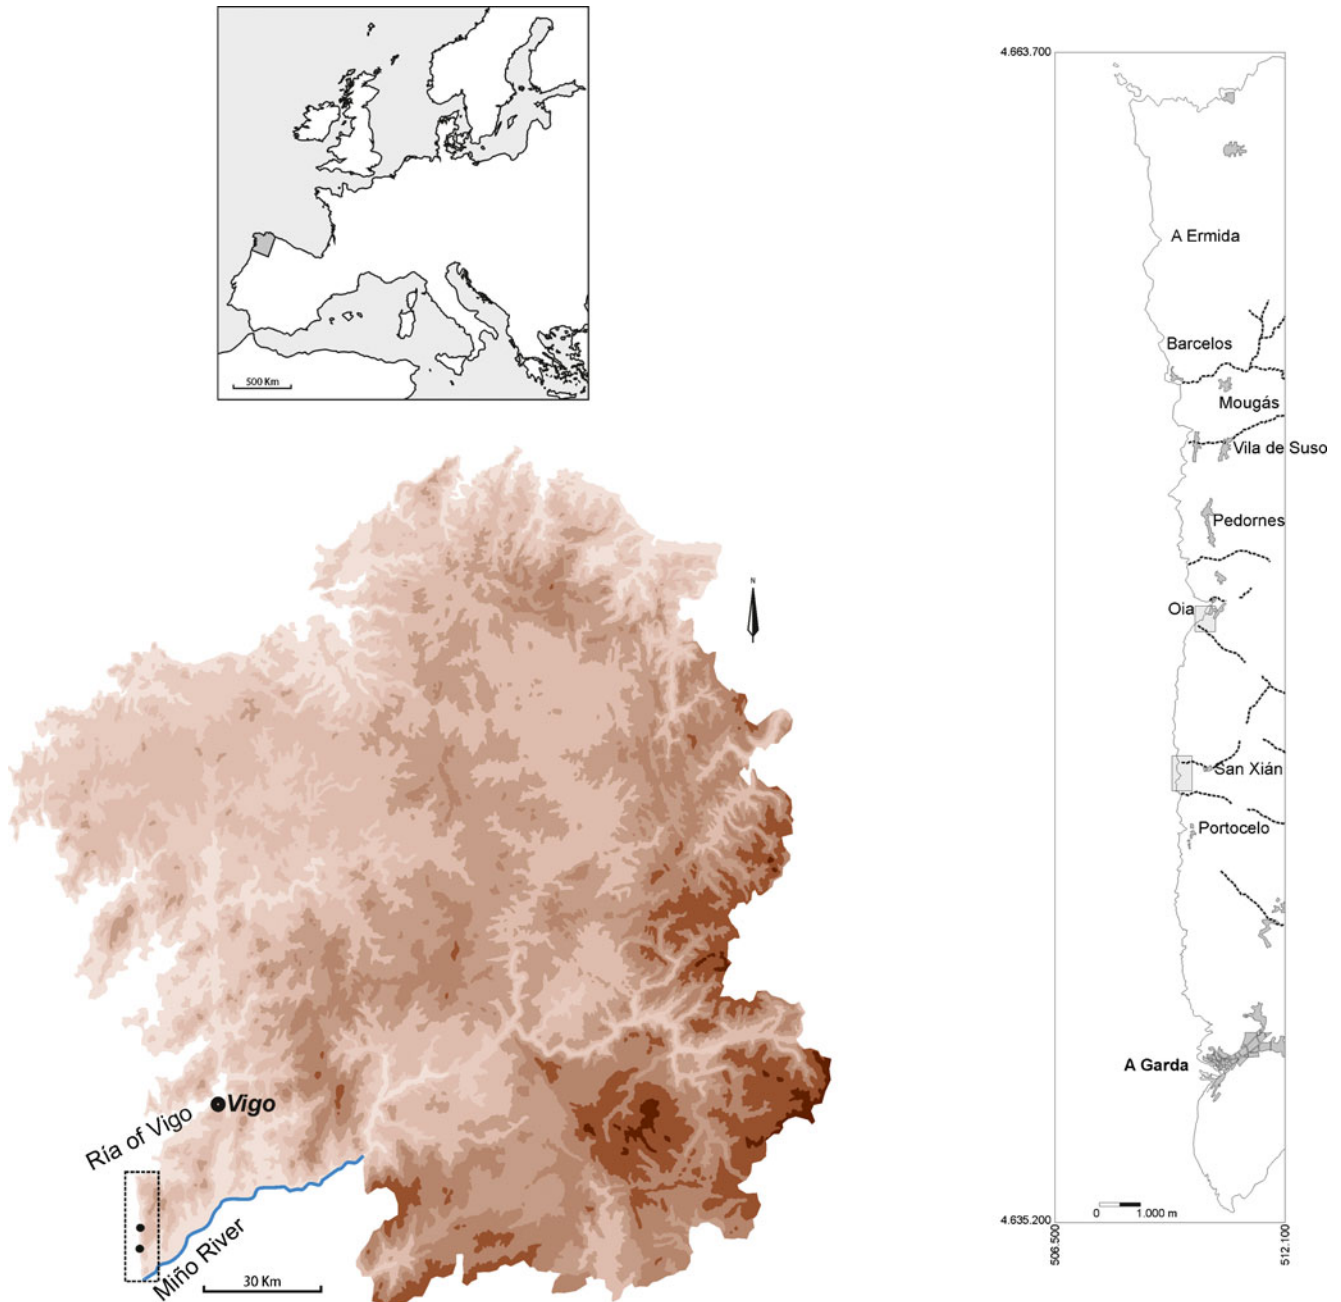 500 Km
N
Vigo
Ría of Vigo
Miño River
30 Km
4.663.700
A Ermida
Barcelos
Mougás
Vila de Suso
Pedornes
Oia
San Xián
Portocelo
A Garda
0 1.000 m
4.635.200
506.500
512.100